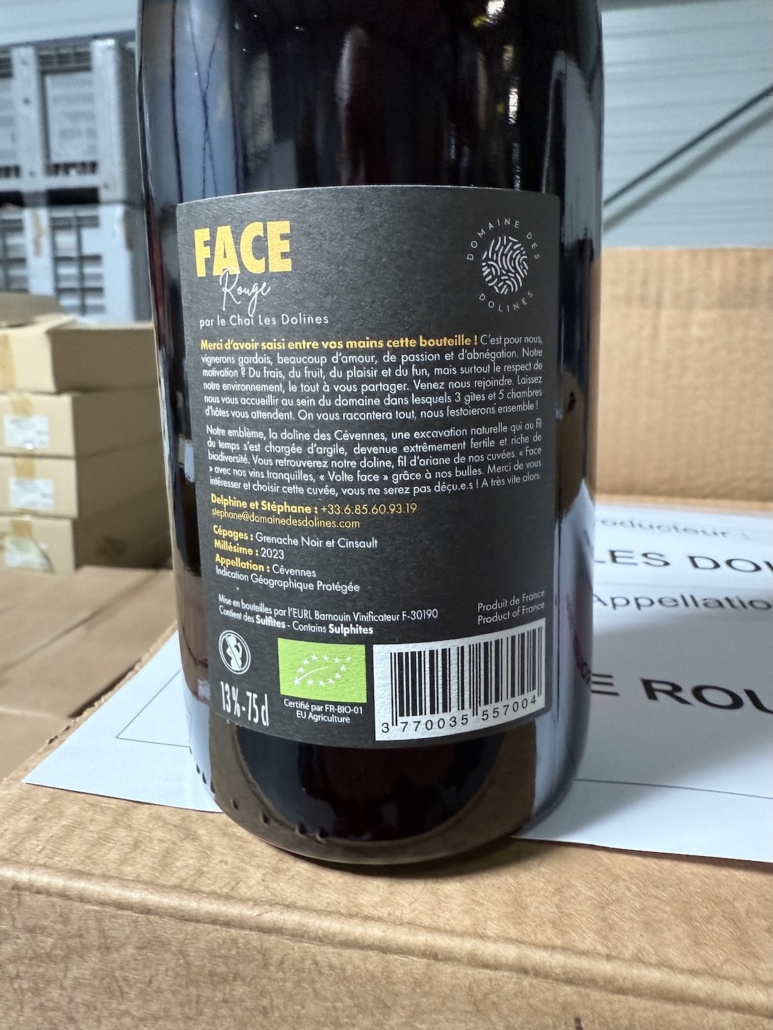 FACE
Rouge
par le Chai Les Dolines
DOMAINE DES
DOLINES
Merci d'avoir saisi entre vos mains cette bouteille ! C'est pour nous,
vignerons gardois, beaucoup d'amour, de passion et d'abnégation. Notre
motivation ? Du frais, du fruit, du plaisir et du fun, mais surtout le respect de
notre environnement, le tout à vous partager. Venez nous rejoindre. Laissez
nous vous accueillir au sein du domaine dans lesquels 3 gites et 5 chambres
d'hôtes vous attendent. On vous racontera tout, nous festoierons ensemble !
Notre emblème, la doline des Cévennes, une excavation naturelle qui au fil
du temps s'est chargée d'argile, devenue extrêmement fertile et riche de
biodiversité. Vous retrouverez notre doline, fil d'ariane de nos cuvées. « Face
» avec nos vins tranquilles, « Volte face » grâce à nos bulles. Merci de vous
intéresser et choisir cette cuvée, vous ne serez pas déçu.e.s ! A très vite alors.
Delphine et Stéphane : +33.6.85.60.93.19
stephane@domainedesdolines.com
Cépages : Grenache Noir et Cinsault
Millésime : 2023
Appellation : Cévennes
Indication Géographique Protégée
Mise en bouteilles par l'EURL Barnouin Vinificateur F-30190
Contient des Sulfites - Contains Sulphites
Produit de France
Product of France
13%-75cl
Certifié par FR-BIO-01
EU Agriculture
3 770035 557004
roducteur :
LES DOL
Appellatio
E ROU